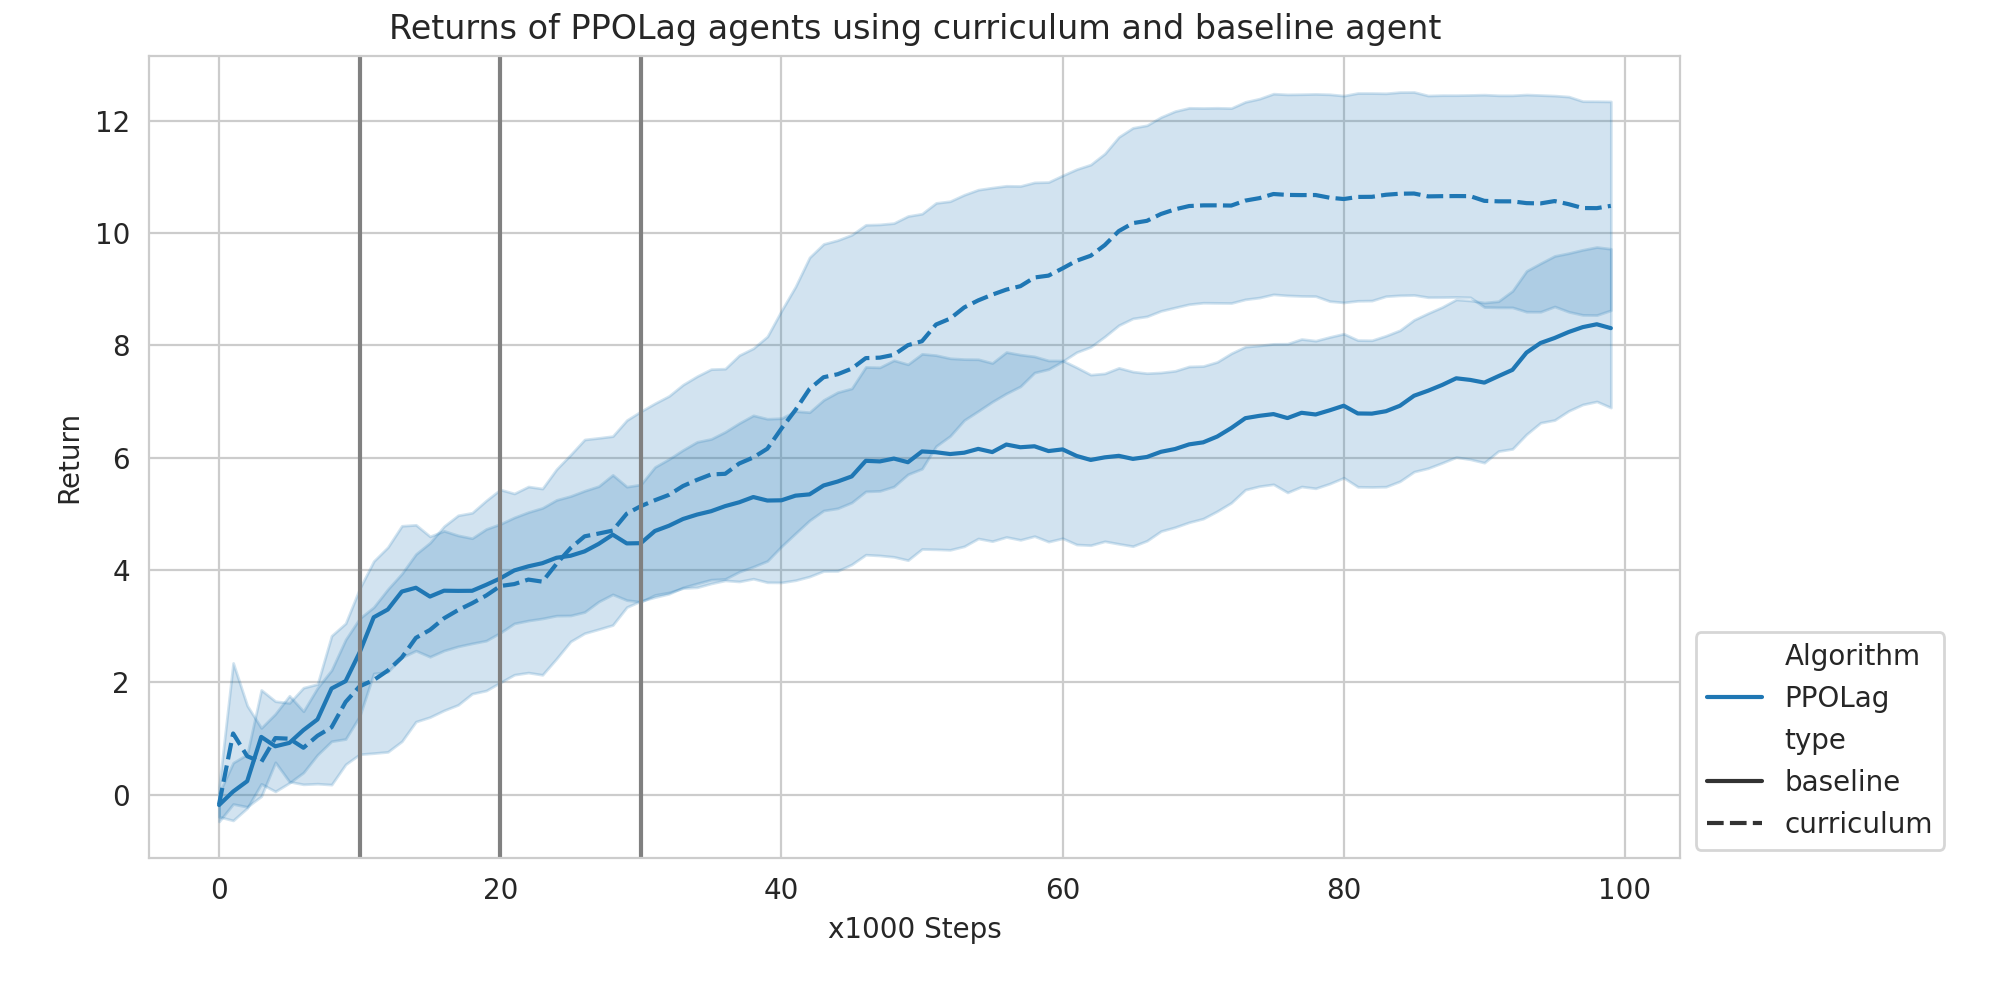 Returns of PPOLag agents using curriculum and baseline agent
12
10
8
6
4
2
0
Return
0 20 40 60 80 100
x1000 Steps
Algorithm
PPOLag
type
baseline
curriculum